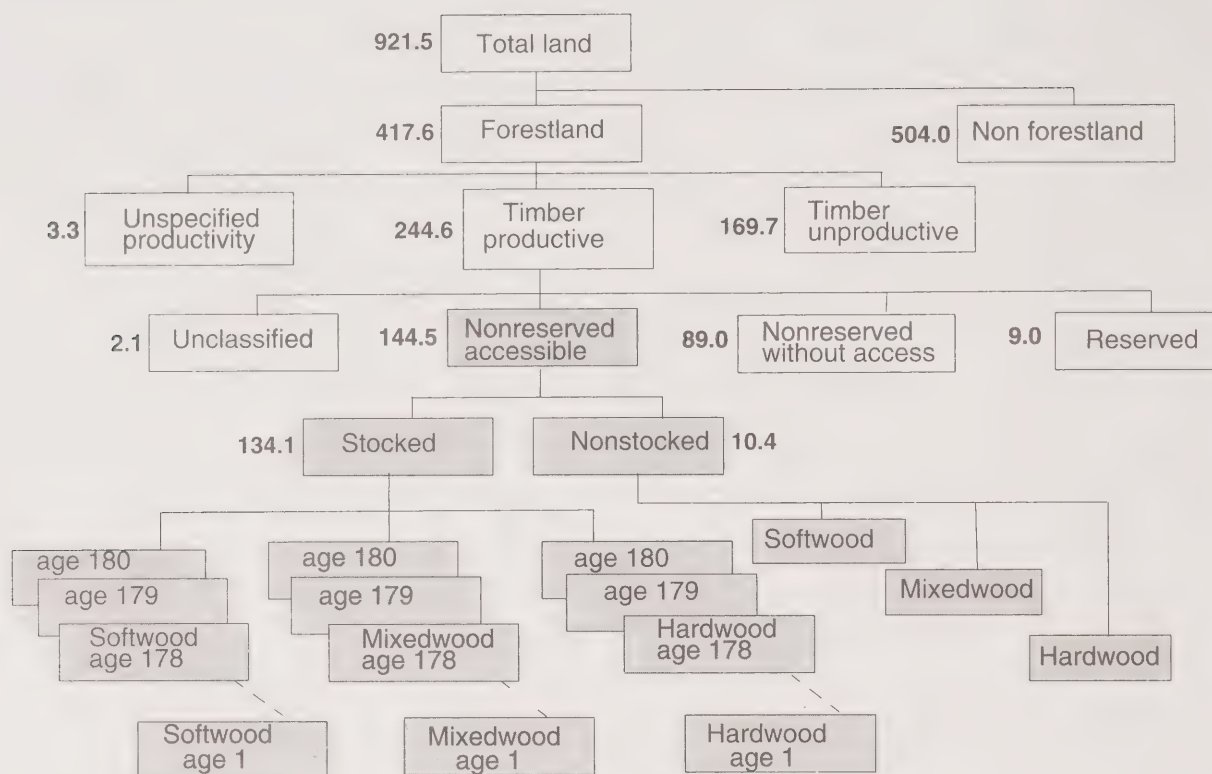 921.5 Total land
417.6 Forestland
504.0 Non forestland
3.3 Unspecified
productivity
244.6 Timber
productive
169.7 Timber
unproductive
2.1 Unclassified
144.5 Nonreserved
accessible
89.0 Nonreserved
without access
9.0 Reserved
134.1 Stocked
Nonstocked 10.4
age 180
age 179
Softwood
age 178
Softwood
age 1
age 180
age 179
Mixedwood
age 178
Mixedwood
age 1
age 180
age 179
Hardwood
age 178
Hardwood
age 1
Softwood
Mixedwood
Hardwood